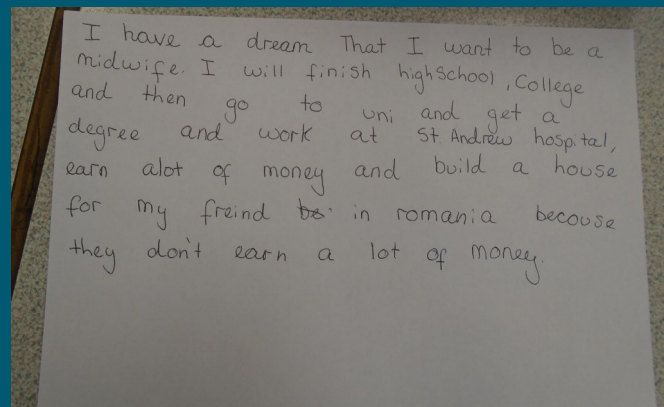 I have a dream That I want to be a
midwife. I will finish high School, College
and then go to uni and get a
degree and work at St. Andrew hospital,
earn alot of money and build a house
for my freind in romania becouse
they don't earn a lot of money.